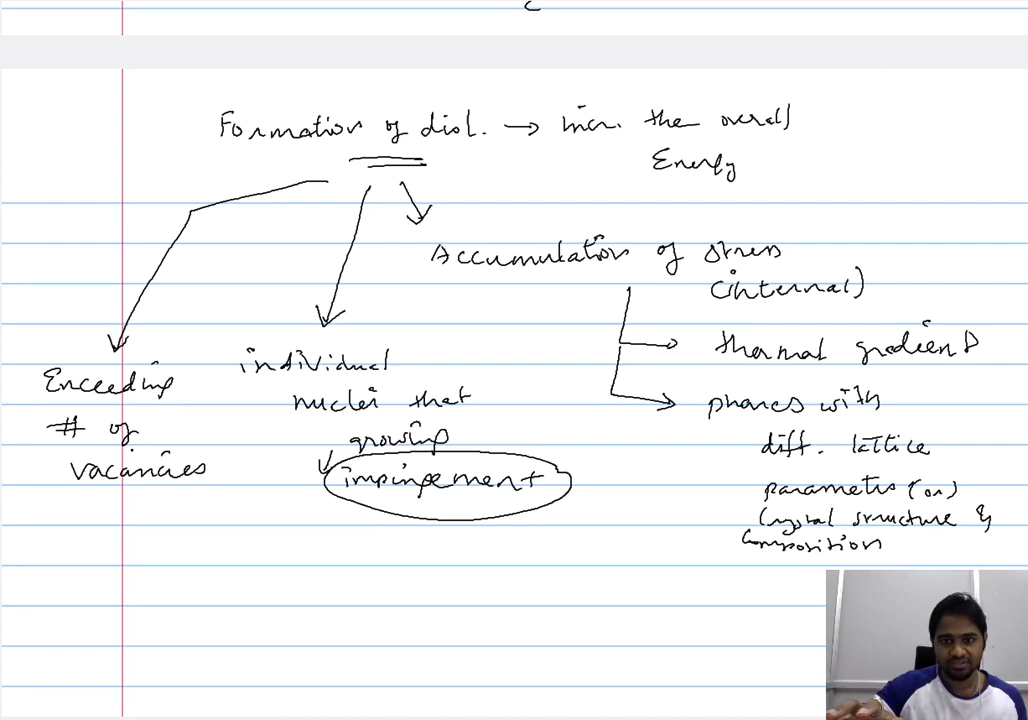 Formation of disl. → incr. the overall
Energy
Accumulation of stress
(internal)
thermal gradient
phases with
diff. lattice
parameters (or)
Crystal structure &
Composition
individual
nuclei that
growing
impingement
Exceeding
# of
vacancies